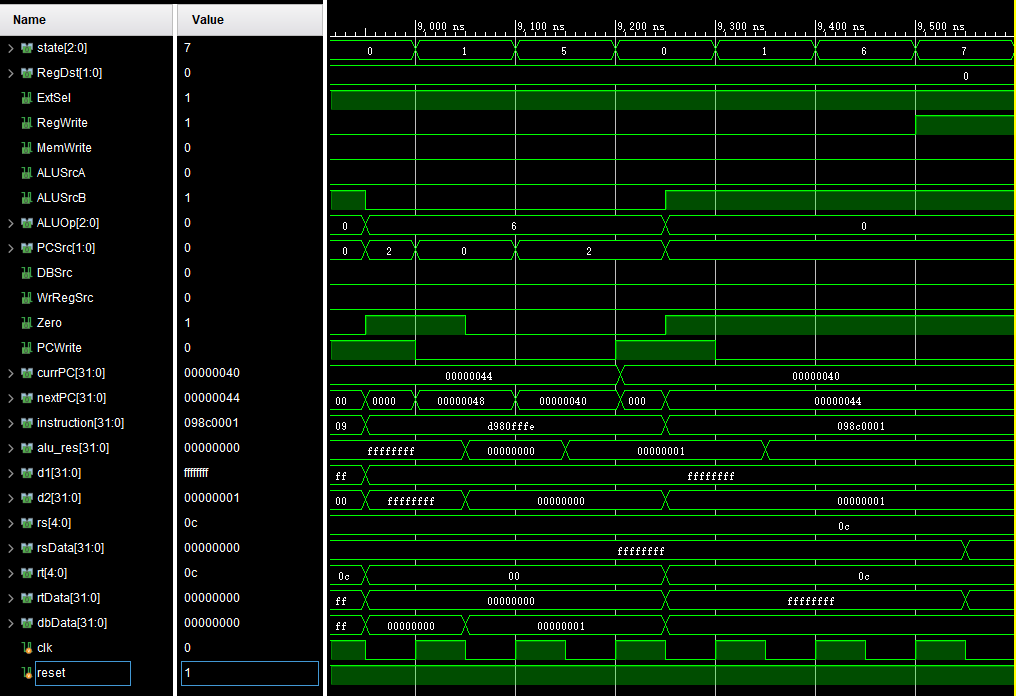 Name Value
9,000 ns 9,100 ns 9,200 ns 9,300 ns 9,400 ns 9,500 ns
state[2:0] 7 0 1 5 0 1 6 7
RegDst[1:0] 0 0
ExtSel 1
RegWrite 1
MemWrite 0
ALUSrcA 0
ALUSrcB 1
ALUOp[2:0] 0 0 6 0
PCSrc[1:0] 0 0 2 0 2
DBSrc 0
WrRegSrc 0
Zero 1
PCWrite 0
currPC[31:0] 00000040 00000044 00000040
nextPC[31:0] 00000044 00 0000 00000048 00000040 000 00000044
instruction[31:0] 098c0001 09 d980fffe 098c0001
alu_res[31:0] 00000000 ffffffff 00000000 00000001
d1[31:0] ffffffff ff ffffffff
d2[31:0] 00000001 00 ffffffff 00000000 00000001
rs[4:0] 0c 0c
rsData[31:0] 00000000 ffffffff
rt[4:0] 0c 0c 00 0c
rtData[31:0] 00000000 ff 00000000 ffffffff
dbData[31:0] 00000000 ff 00000000 00000001
clk 0
reset 1